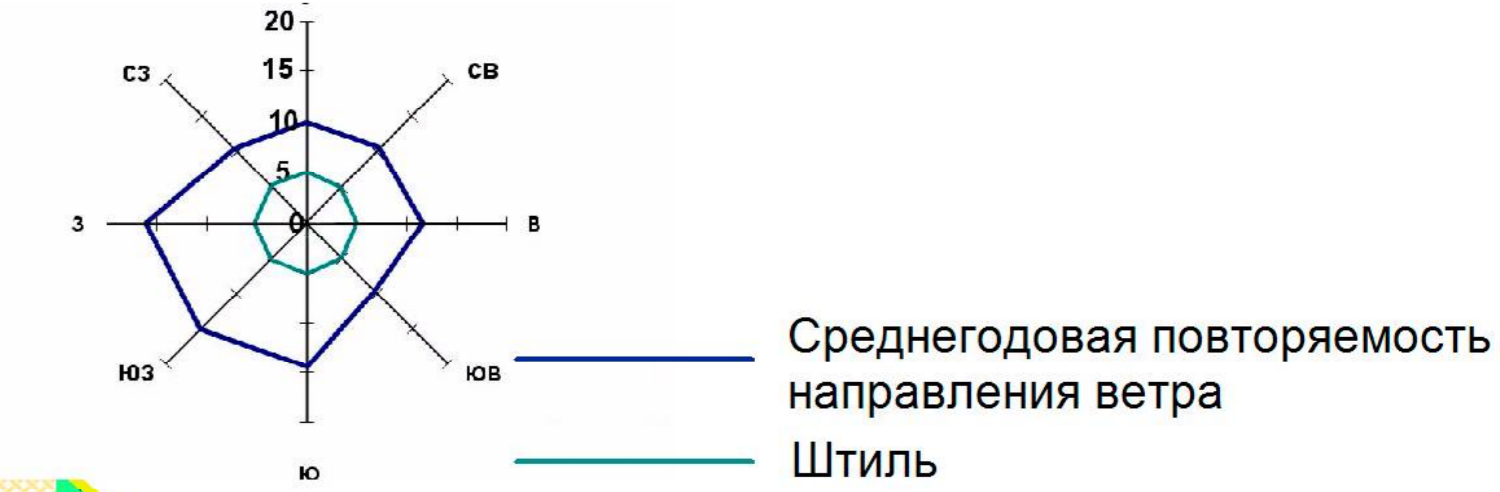 20
15
СЗ
СВ
10
5
0
З
В
ЮЗ
ЮВ
Ю
Среднегодовая повторяемость
направления ветра
Штиль